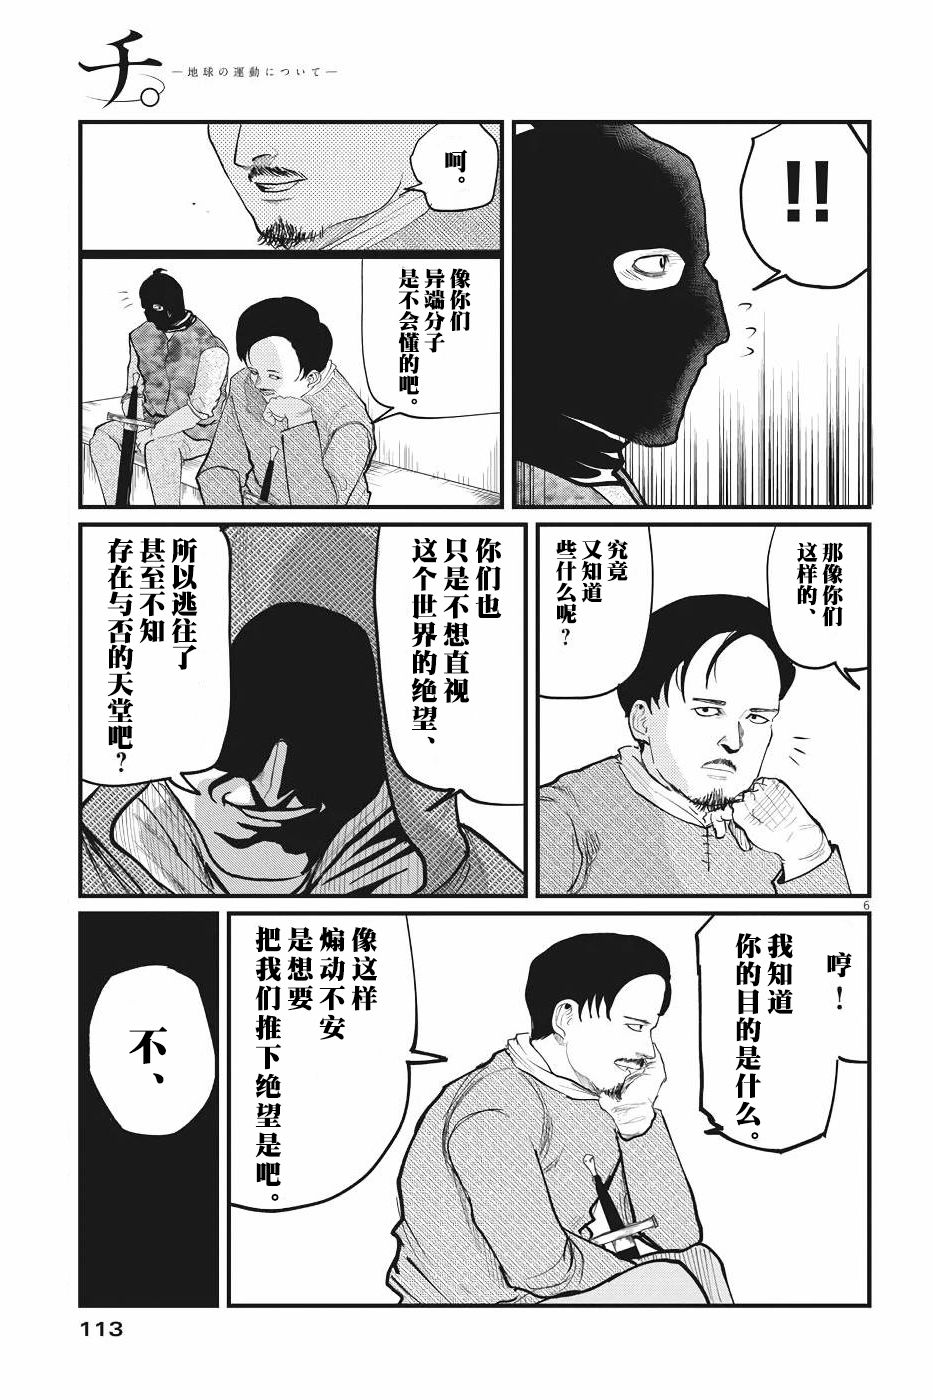 チ。
―地球の運動について―
!!
呵。
像你们
异端分子
是不会懂的吧。
那像你们
这样的、
究竟
又知道
些什么呢？
你们也
只是不想直视
这个世界的绝望、
所以逃往了
甚至不知
存在与否的天堂吧？
6
哼！
我知道
你的目的是什么。
像这样
煽动不安
是想要
把我们推下绝望是吧。
不、
113